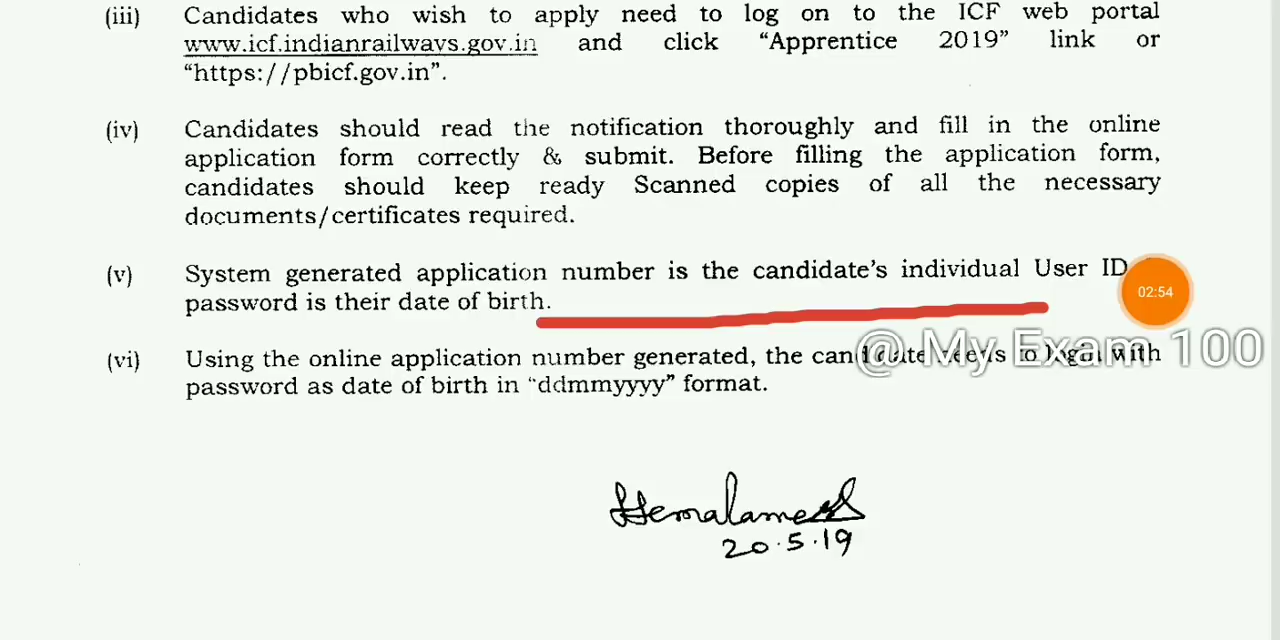 (iii) Candidates who wish to apply need to log on to the ICF web portal
www.icf.indianrailways.gov.in and click “Apprentice 2019” link or
“https://pbicf.gov.in”.
(iv) Candidates should read the notification thoroughly and fill in the online
application form correctly & submit. Before filling the application form,
candidates should keep ready Scanned copies of all the necessary
documents/certificates required.
(v) System generated application number is the candidate’s individual User ID
password is their date of birth.
02:54
@ My Exam 100
(vi) Using the online application number generated, the candidate needs to login with
password as date of birth in “ddmmyyyy” format.
20.5.19